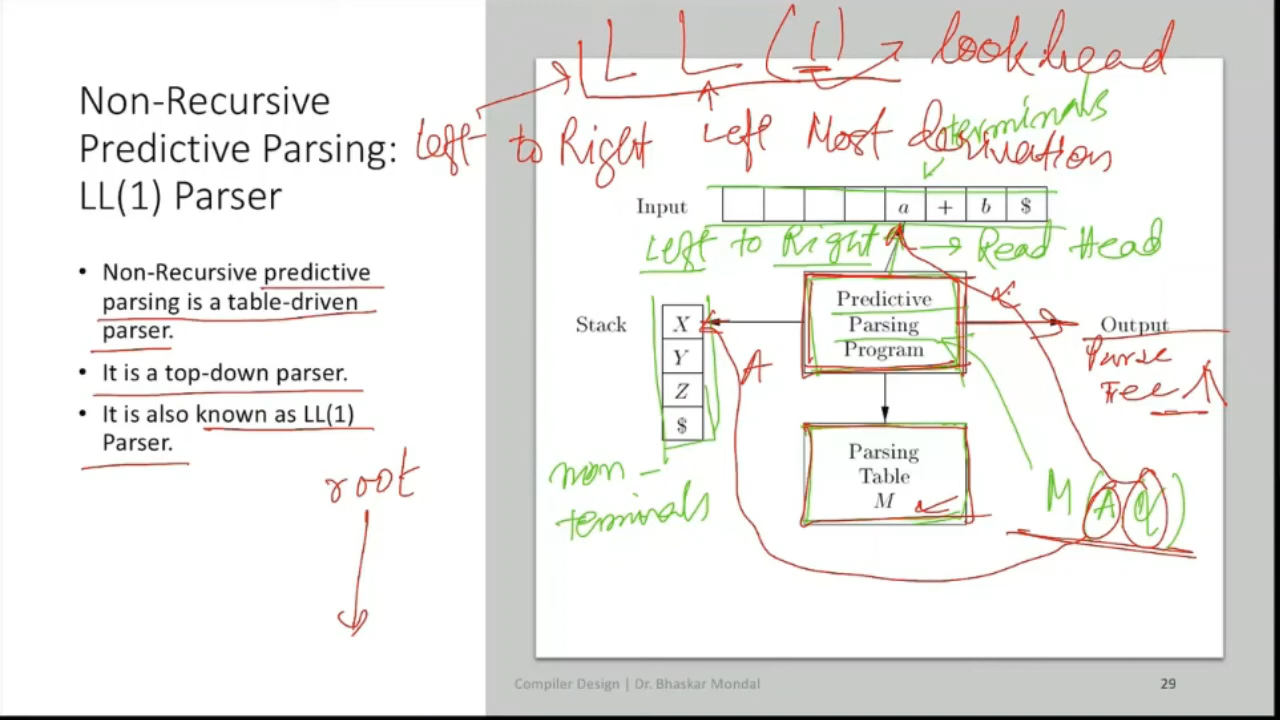 L L (1) lookhead
Non-Recursive
Predictive Parsing:
LL(1) Parser
Left to Right Left Most derivation
terminals
Input a + b $
Left to Right → Read Head
• Non-Recursive predictive
parsing is a table-driven
parser.
• It is a top-down parser.
• It is also known as LL(1)
Parser.
root
Stack
X
Y
Z
$
non-
terminals
A
Predictive
Parsing
Program
Output
Parse
Tree
Parsing
Table
M
M (A
Compiler Design | Dr. Bhaskar Mondal
29